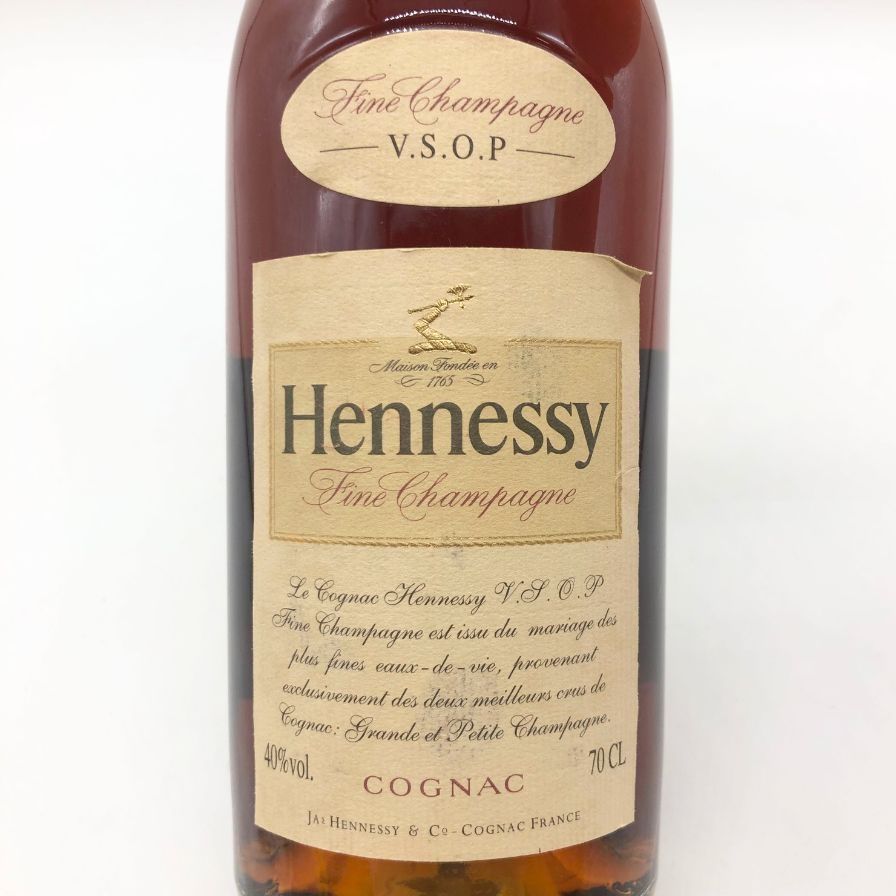 Fine Champagne
V.S.O.P
Maison Fondée en
1765
Hennessy
Fine Champagne
Le Cognac Hennessy V.S.O.P
Fine Champagne est issu du mariage des
plus fines eaux-de-vie, provenant
exclusivement des deux meilleurs crus de
Cognac: Grande et Petite Champagne.
40%vol. 70 CL
COGNAC
JAs HENNESSY & Co - COGNAC FRANCE